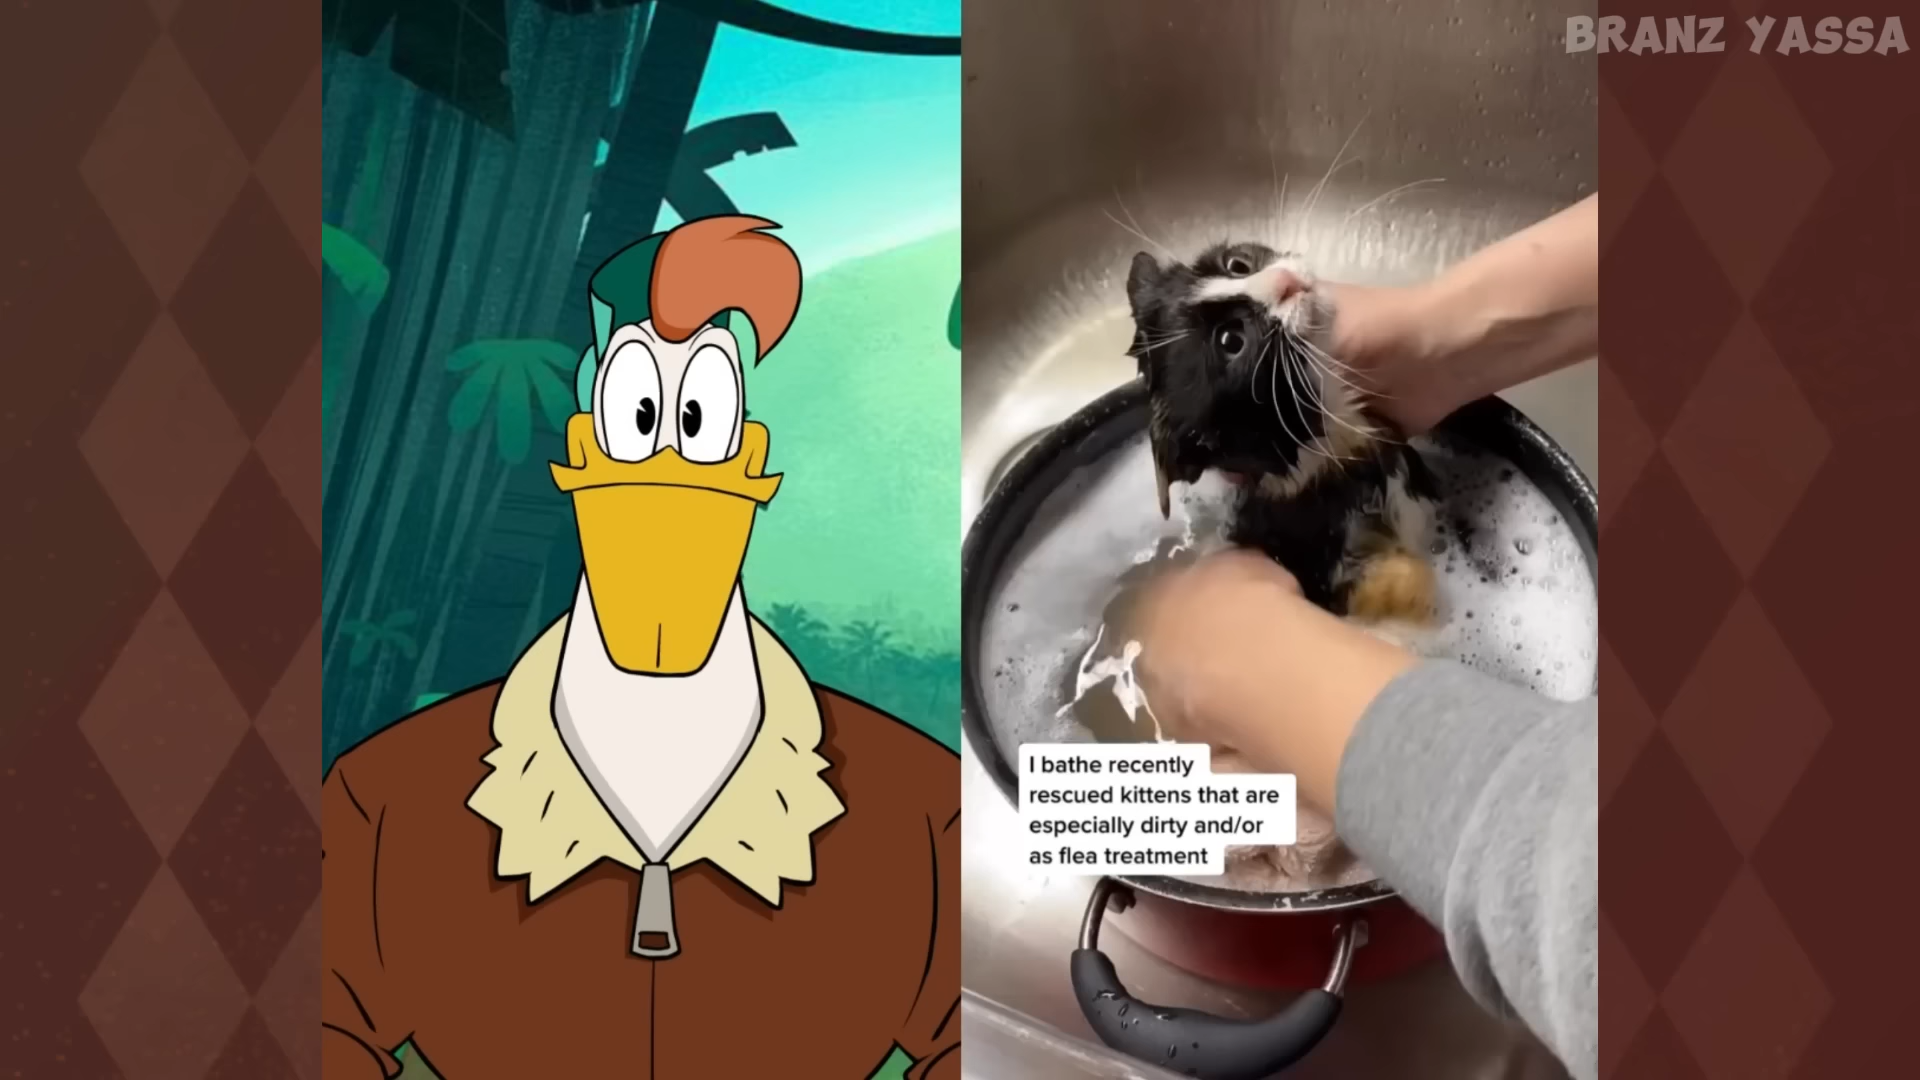 BRANZ YASSA
I bathe recently
rescued kittens that are
especially dirty and/or
as flea treatment